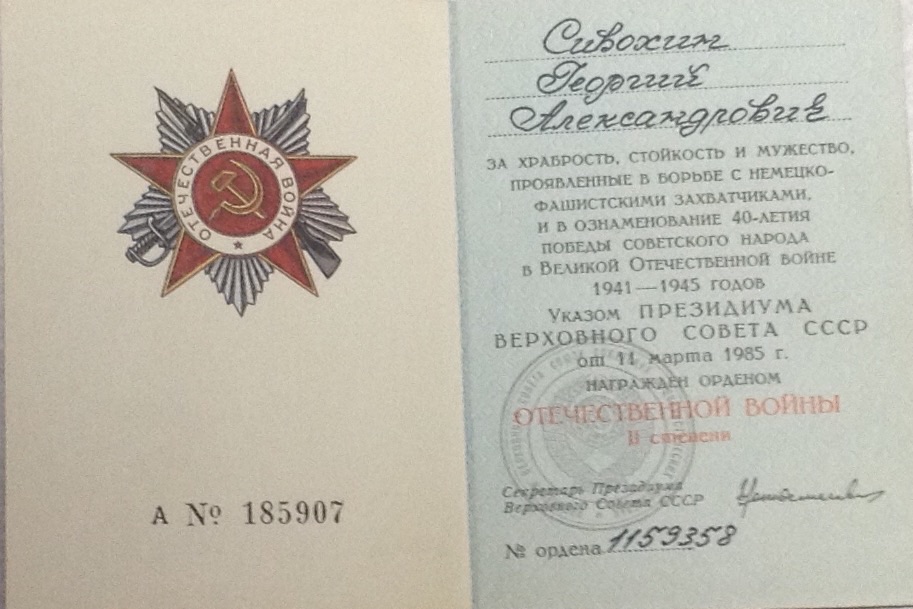 ОТЕЧЕСТВЕННАЯ ВОЙНА
А № 185907
Сивохин
Георгий
Александрович
ЗА ХРАБРОСТЬ, СТОЙКОСТЬ И МУЖЕСТВО,
ПРОЯВЛЕННЫЕ В БОРЬБЕ С НЕМЕЦКО-
ФАШИСТСКИМИ ЗАХВАТЧИКАМИ,
И В ОЗНАМЕНОВАНИЕ 40-ЛЕТИЯ
ПОБЕДЫ СОВЕТСКОГО НАРОДА
В ВЕЛИКОЙ ОТЕЧЕСТВЕННОЙ ВОЙНЕ
1941—1945 ГОДОВ
УКАЗОМ ПРЕЗИДИУМА
ВЕРХОВНОГО СОВЕТА СССР
от 11 марта 1985 г.
НАГРАЖДЕН ОРДЕНОМ
ОТЕЧЕСТВЕННОЙ ВОЙНЫ
II степени
Секретарь Президиума
Верховного Совета СССР
№ ордена 1159358